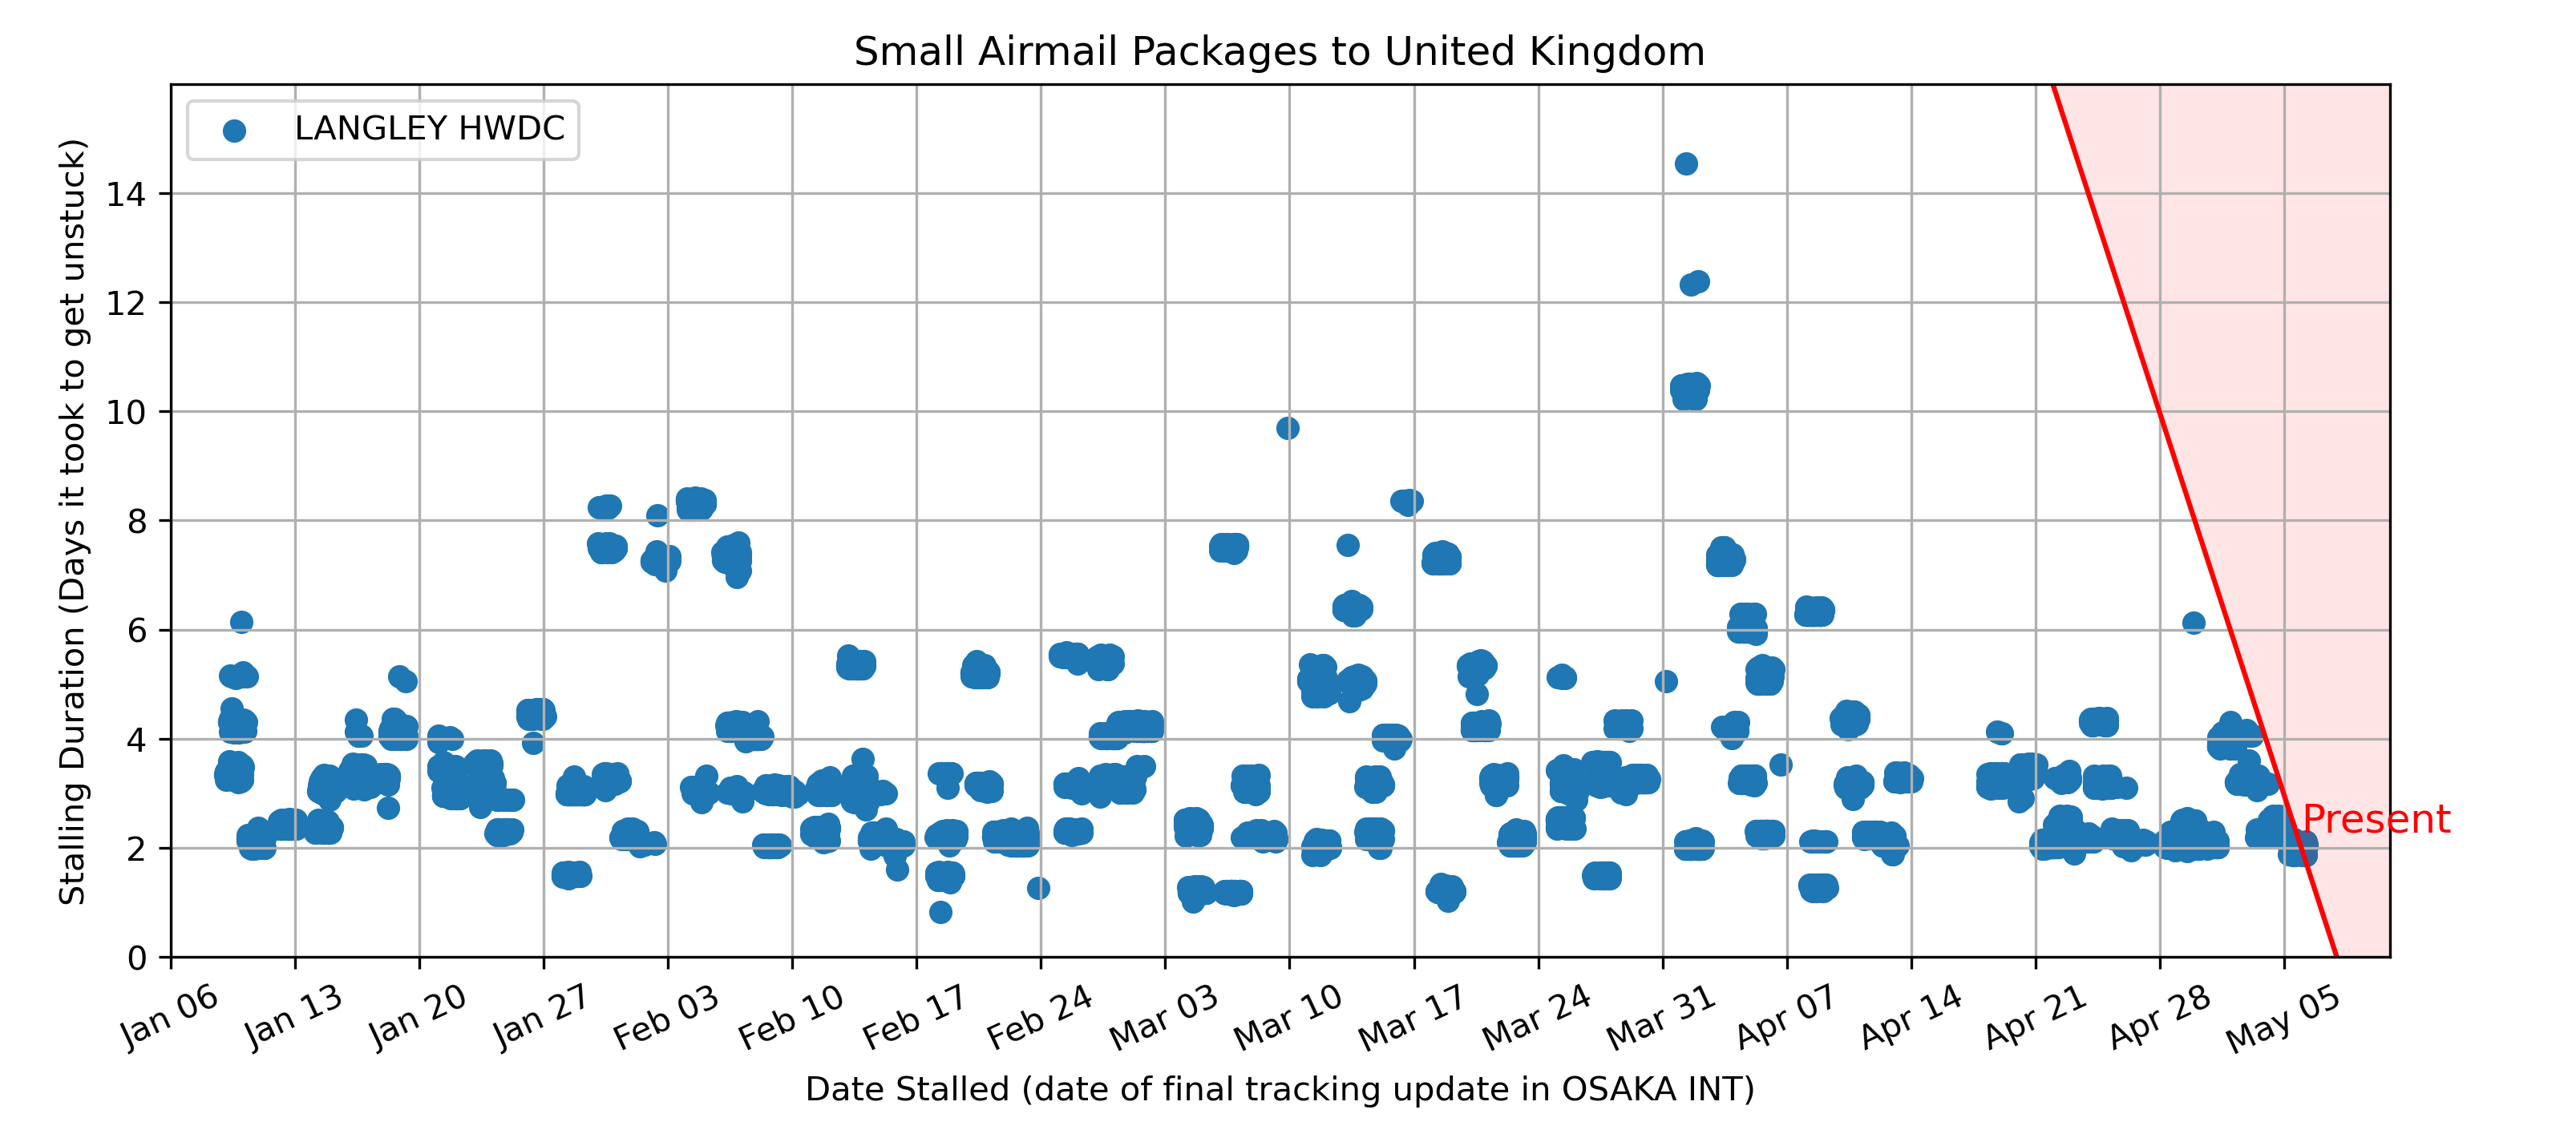 Small Airmail Packages to United Kingdom
LANGLEY HWDC
Stalling Duration (Days it took to get unstuck)
14
12
10
8
6
4
2
0
Present
Jan 06
Jan 13
Jan 20
Jan 27
Feb 03
Feb 10
Feb 17
Feb 24
Mar 03
Mar 10
Mar 17
Mar 24
Mar 31
Apr 07
Apr 14
Apr 21
Apr 28
May 05
Date Stalled (date of final tracking update in OSAKA INT)